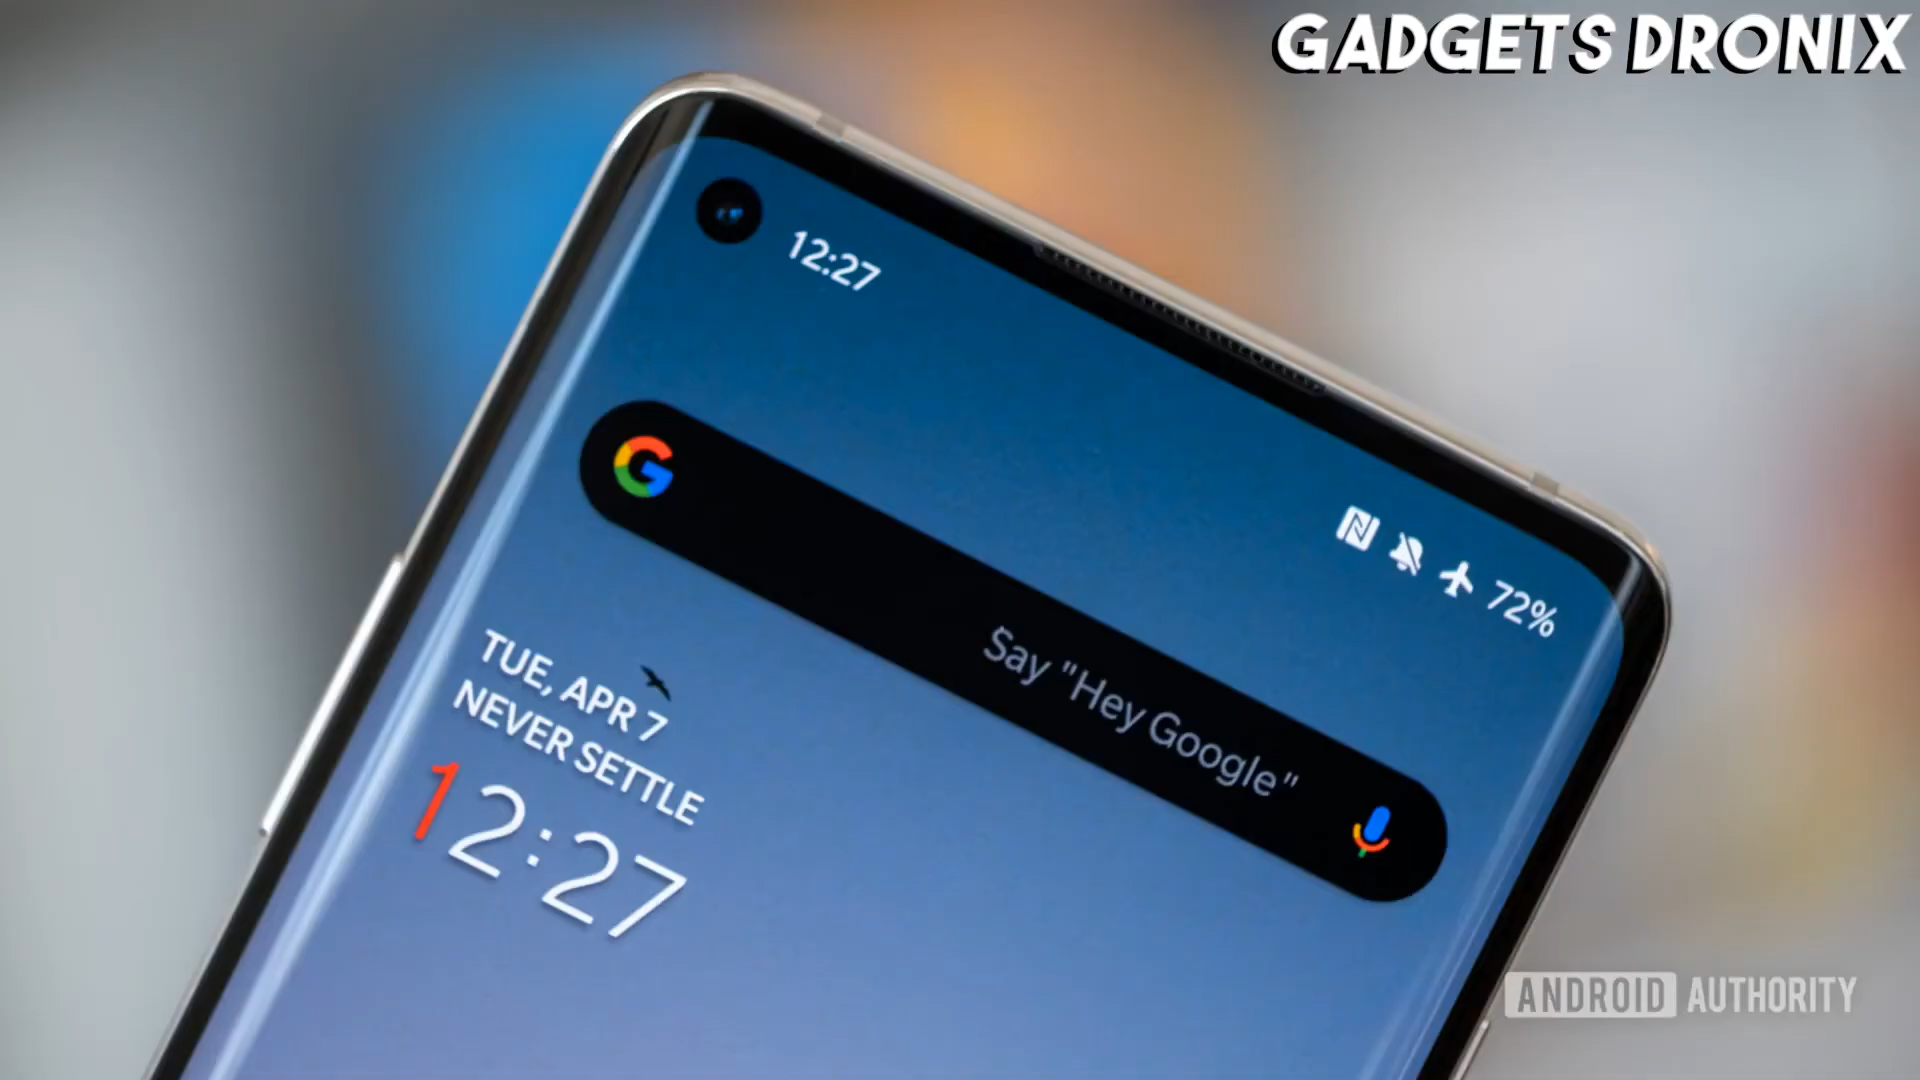 GADGETS DRONIX
12:27
72%
Say "Hey Google"
TUE, APR 7
NEVER SETTLE
12:27
ANDROID AUTHORITY